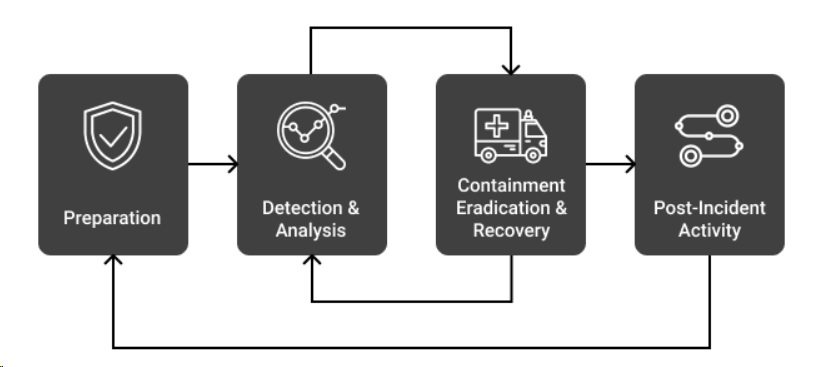 Preparation
Detection &
Analysis
Containment
Eradication &
Recovery
Post-Incident
Activity